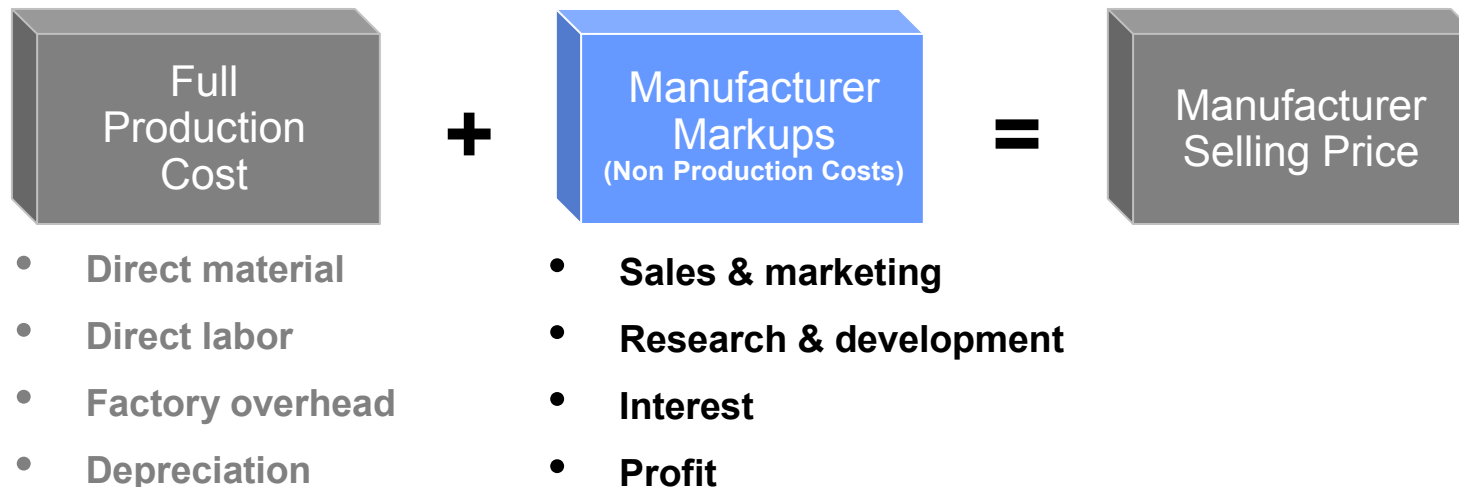 Full
Production
Cost
+
Manufacturer
Markups
(Non Production Costs)
=
Manufacturer
Selling Price
• Direct material
• Direct labor
• Factory overhead
• Depreciation
• Sales & marketing
• Research & development
• Interest
• Profit